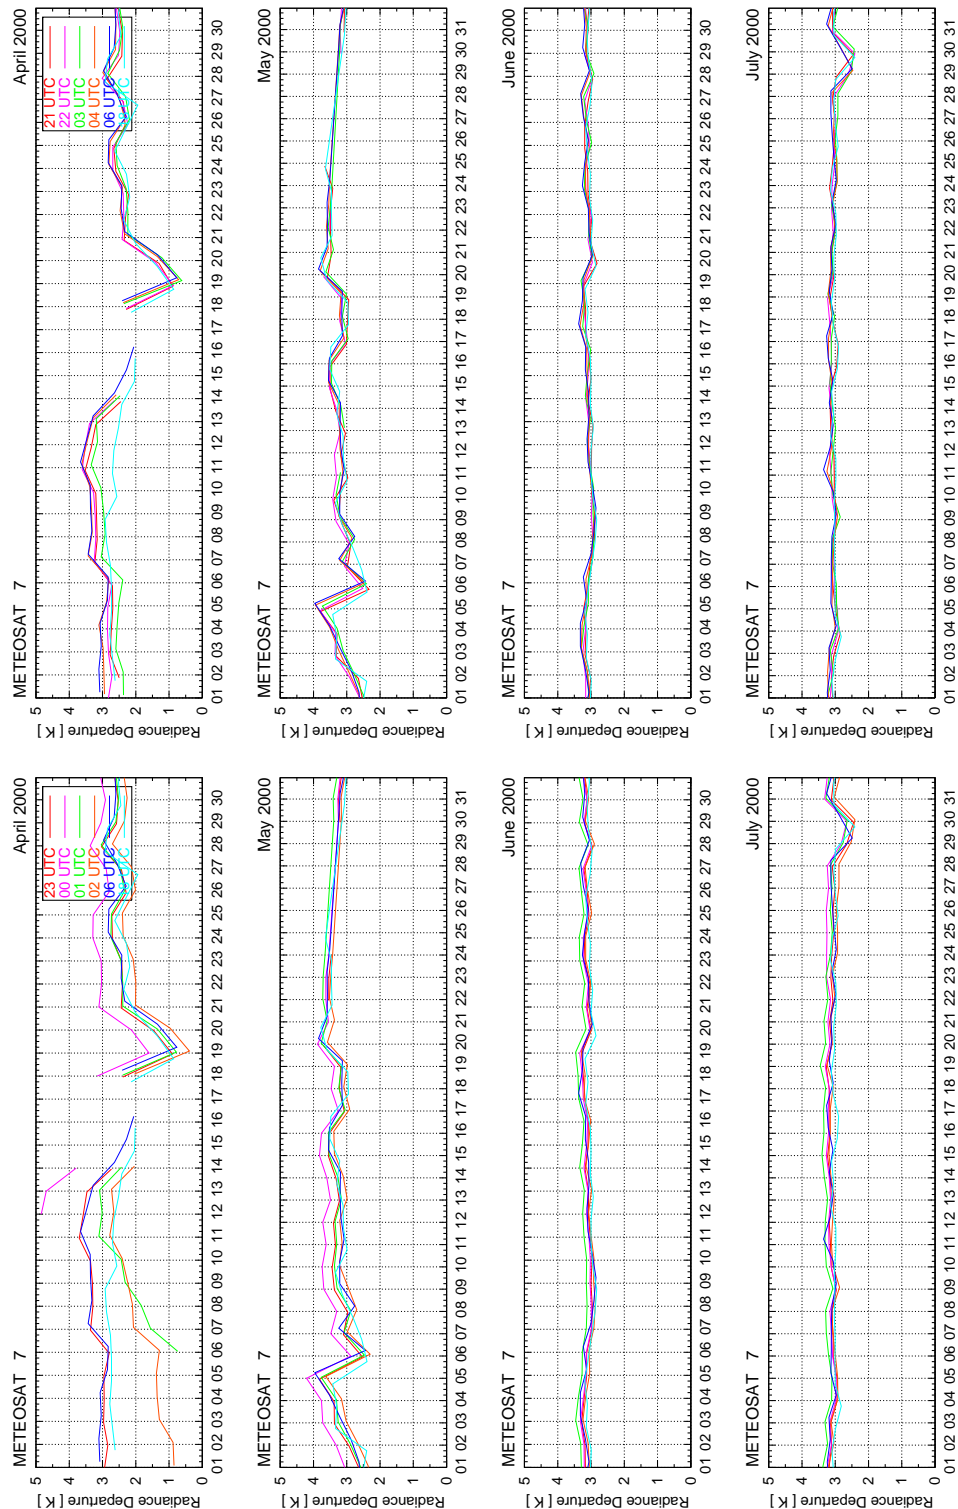 METEOSAT 7 April 2000
Radiance Departure [ K ]
5
4
3
2
1
0
23 UTC
00 UTC
01 UTC
02 UTC
06 UTC
UTC
01 02 03 04 05 06 07 08 09 10 11 12 13 14 15 16 17 18 19 20 21 22 23 24 25 26 27 28 29 30
METEOSAT 7 May 2000
Radiance Departure [ K ]
5
4
3
2
1
0
01 02 03 04 05 06 07 08 09 10 11 12 13 14 15 16 17 18 19 20 21 22 23 24 25 26 27 28 29 30 31
METEOSAT 7 June 2000
Radiance Departure [ K ]
5
4
3
2
1
0
01 02 03 04 05 06 07 08 09 10 11 12 13 14 15 16 17 18 19 20 21 22 23 24 25 26 27 28 29 30
METEOSAT 7 July 2000
Radiance Departure [ K ]
5
4
3
2
1
0
01 02 03 04 05 06 07 08 09 10 11 12 13 14 15 16 17 18 19 20 21 22 23 24 25 26 27 28 29 30 31
METEOSAT 7 April 2000
Radiance Departure [ K ]
5
4
3
2
1
0
21 UTC
22 UTC
03 UTC
04 UTC
06 UTC
UTC
01 02 03 04 05 06 07 08 09 10 11 12 13 14 15 16 17 18 19 20 21 22 23 24 25 26 27 28 29 30
METEOSAT 7 May 2000
Radiance Departure [ K ]
5
4
3
2
1
0
01 02 03 04 05 06 07 08 09 10 11 12 13 14 15 16 17 18 19 20 21 22 23 24 25 26 27 28 29 30 31
METEOSAT 7 June 2000
Radiance Departure [ K ]
5
4
3
2
1
0
01 02 03 04 05 06 07 08 09 10 11 12 13 14 15 16 17 18 19 20 21 22 23 24 25 26 27 28 29 30
METEOSAT 7 July 2000
Radiance Departure [ K ]
5
4
3
2
1
0
01 02 03 04 05 06 07 08 09 10 11 12 13 14 15 16 17 18 19 20 21 22 23 24 25 26 27 28 29 30 31